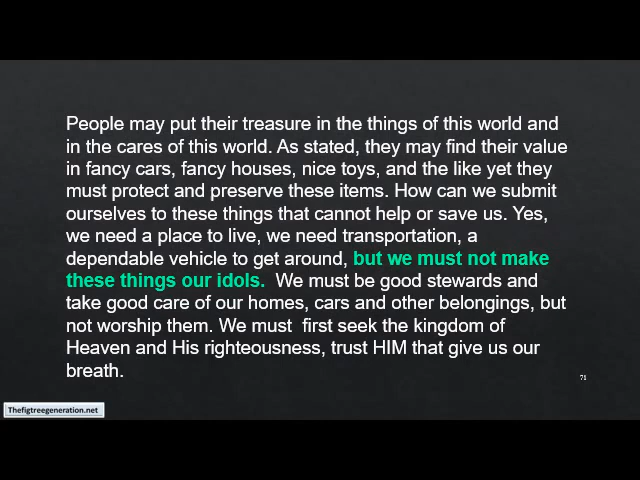 People may put their treasure in the things of this world and
in the cares of this world. As stated, they may find their value
in fancy cars, fancy houses, nice toys, and the like yet they
must protect and preserve these items. How can we submit
ourselves to these things that cannot help or save us. Yes,
we need a place to live, we need transportation, a
dependable vehicle to get around, but we must not make
these things our idols. We must be good stewards and
take good care of our homes, cars and other belongings, but
not worship them. We must first seek the kingdom of
Heaven and His righteousness, trust HIM that give us our
breath.
71
Thefigtreegeneration.net